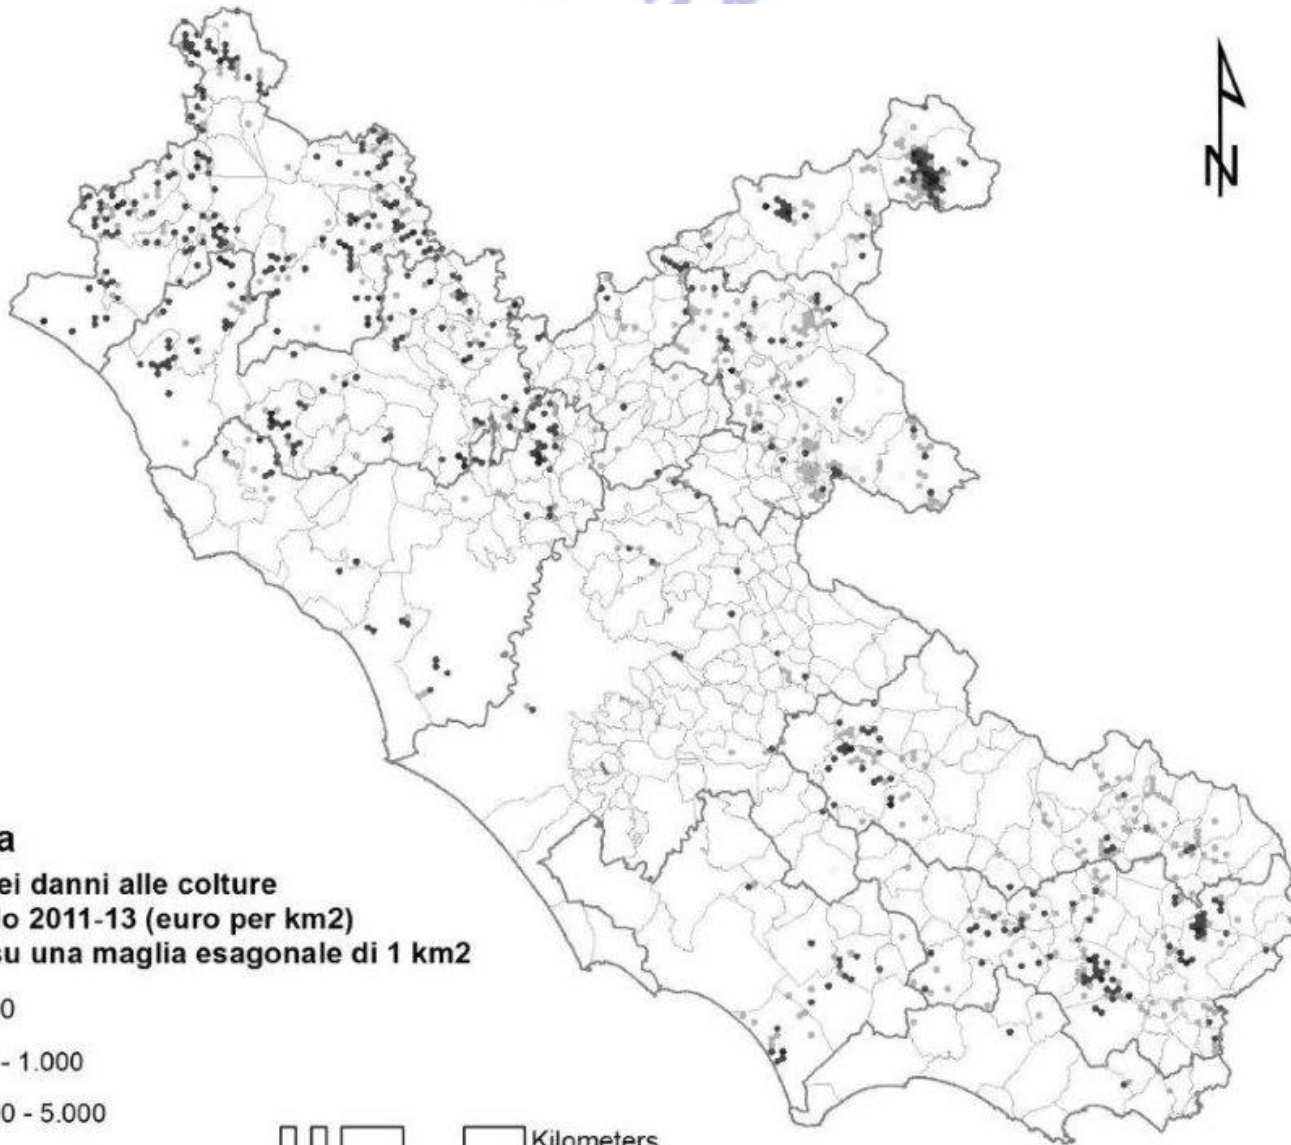 N
a
ei danni alle colture
lo 2011-13 (euro per km2)
su una maglia esagonale di 1 km2
0
- 1.000
0 - 5.000
Kilometers